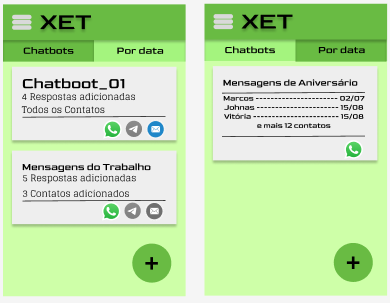 XET
Chatbots Por data
Chatboot_01
4 Respostas adicionadas
Todos os Contatos
Mensagens do Trabalho
5 Respostas adicionadas
3 Contatos adicionados
+
XET
Chatbots Por data
Mensagens de Aniversário
Marcos -------------------- 02/07
Johnas -------------------- 15/08
Vitória -------------------- 15/08
e mais 12 contatos
+